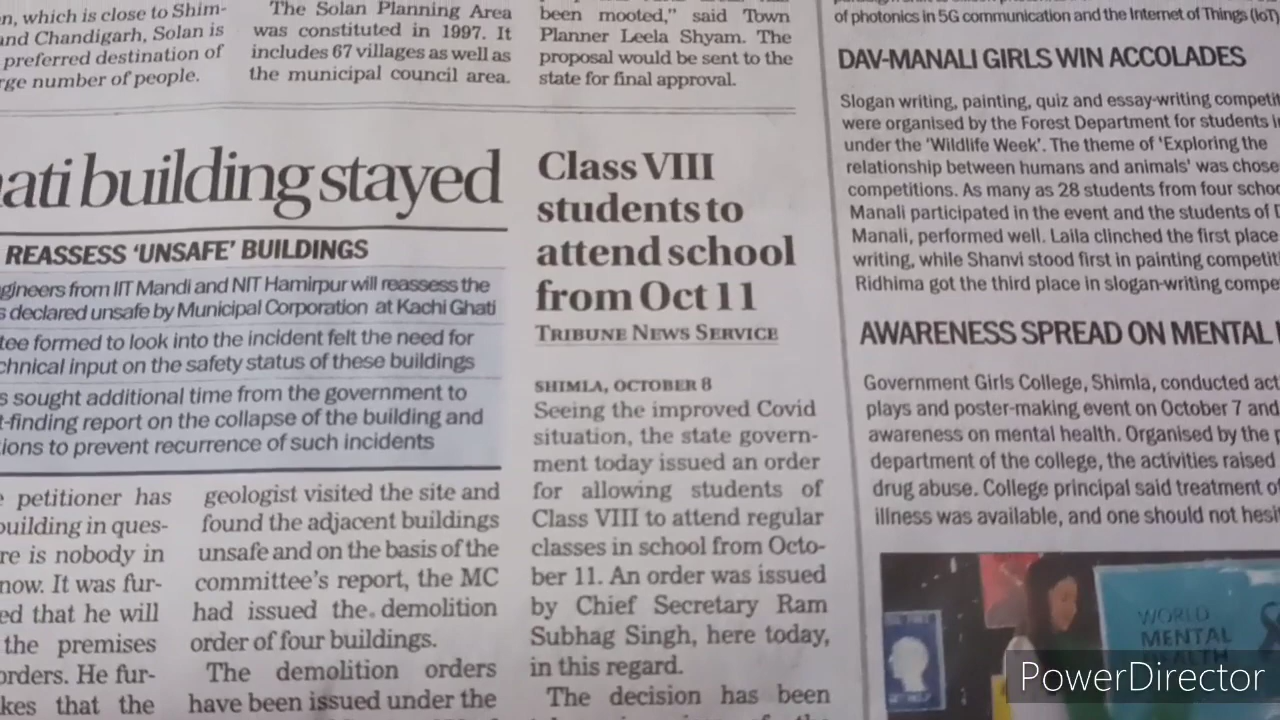 n, which is close to Shim-
and Chandigarh, Solan is
preferred destination of
rge number of people.
The Solan Planning Area
was constituted in 1997. It
includes 67 villages as well as
the municipal council area.
been mooted,” said Town
Planner Leela Shyam. The
proposal would be sent to the
state for final approval.
ati building stayed
REASSESS ‘UNSAFE’ BUILDINGS
gineers from IIT Mandi and NIT Hamirpur will reassess the
s declared unsafe by Municipal Corporation at Kachi Ghati
tee formed to look into the incident felt the need for
chnical input on the safety status of these buildings
s sought additional time from the government to
t-finding report on the collapse of the building and
tions to prevent recurrence of such incidents
petitioner has
building in ques-
re is nobody in
now. It was fur-
ed that he will
the premises
orders. He fur-
kes that the
geologist visited the site and
found the adjacent buildings
unsafe and on the basis of the
committee’s report, the MC
had issued the demolition
order of four buildings.
The demolition orders
have been issued under the
Class VIII
students to
attend school
from Oct 11
TRIBUNE NEWS SERVICE
SHIMLA, OCTOBER 8
Seeing the improved Covid
situation, the state govern-
ment today issued an order
for allowing students of
Class VIII to attend regular
classes in school from Octo-
ber 11. An order was issued
by Chief Secretary Ram
Subhag Singh, here today,
in this regard.
The decision has been
of photonics in 5G communication and the Internet of Things (IoT)
DAV-MANALI GIRLS WIN ACCOLADES
Slogan writing, painting, quiz and essay-writing competit
were organised by the Forest Department for students i
under the ‘Wildlife Week’. The theme of ‘Exploring the
relationship between humans and animals’ was chose
competitions. As many as 28 students from four schoo
Manali participated in the event and the students of
Manali, performed well. Laila clinched the first place
writing, while Shanvi stood first in painting competit
Ridhima got the third place in slogan-writing compe
AWARENESS SPREAD ON MENTAL
Government Girls College, Shimla, conducted act
plays and poster-making event on October 7 and
awareness on mental health. Organised by the
department of the college, the activities raised
drug abuse. College principal said treatment of
illness was available, and one should not hesit
WORLD
MENTAL
HEALTH
PowerDirector